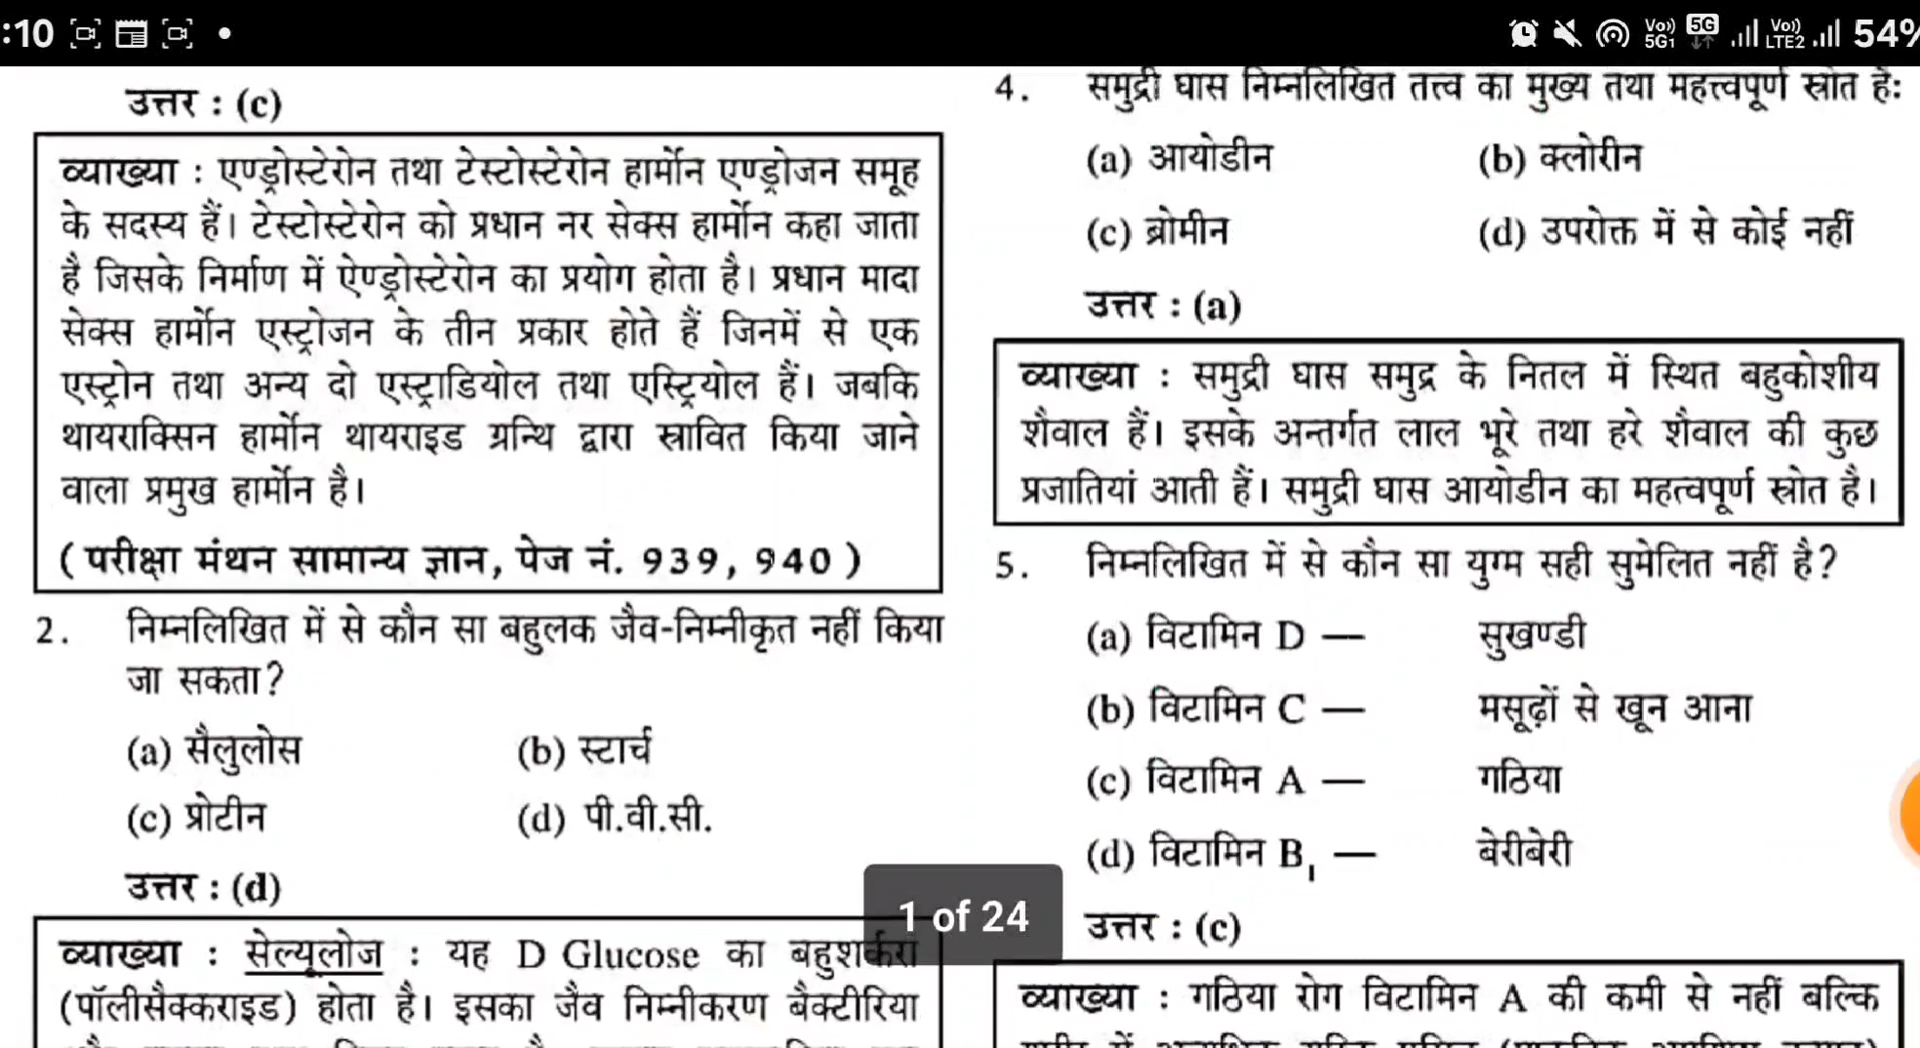 :10
Vo)) 5G1 5G Vo)) LTE2 54%
उत्तर : (c)
व्याख्या : एण्ड्रोस्टेरोन तथा टेस्टोस्टेरोन हार्मोन एण्ड्रोजन समूह
के सदस्य हैं। टेस्टोस्टेरोन को प्रधान नर सेक्स हार्मोन कहा जाता
है जिसके निर्माण में ऐण्ड्रोस्टेरोन का प्रयोग होता है। प्रधान मादा
सेक्स हार्मोन एस्ट्रोजन के तीन प्रकार होते हैं जिनमें से एक
एस्ट्रोन तथा अन्य दो एस्ट्राडियोल तथा एस्ट्रियोल हैं। जबकि
थायराक्सिन हार्मोन थायराइड ग्रन्थि द्वारा स्रावित किया जाने
वाला प्रमुख हार्मोन है।
( परीक्षा मंथन सामान्य ज्ञान, पेज नं. 939, 940 )
2. निम्नलिखित में से कौन सा बहुलक जैव-निम्नीकृत नहीं किया
जा सकता?
(a) सैलुलोस (b) स्टार्च
(c) प्रोटीन (d) पी.वी.सी.
उत्तर : (d)
व्याख्या : सेल्यूलोज : यह D Glucose का बहुशर्करा
(पॉलीसैक्कराइड) होता है। इसका जैव निम्नीकरण बैक्टीरिया
4. समुद्री घास निम्नलिखित तत्त्व का मुख्य तथा महत्त्वपूर्ण स्रोत है:
(a) आयोडीन (b) क्लोरीन
(c) ब्रोमीन (d) उपरोक्त में से कोई नहीं
उत्तर : (a)
व्याख्या : समुद्री घास समुद्र के नितल में स्थित बहुकोशीय
शैवाल हैं। इसके अन्तर्गत लाल भूरे तथा हरे शैवाल की कुछ
प्रजातियां आती हैं। समुद्री घास आयोडीन का महत्वपूर्ण स्रोत है।
5. निम्नलिखित में से कौन सा युग्म सही सुमेलित नहीं है?
(a) विटामिन D — सुखण्डी
(b) विटामिन C — मसूढ़ों से खून आना
(c) विटामिन A — गठिया
(d) विटामिन B1 — बेरीबेरी
उत्तर : (c)
व्याख्या : गठिया रोग विटामिन A की कमी से नहीं बल्कि
1 of 24